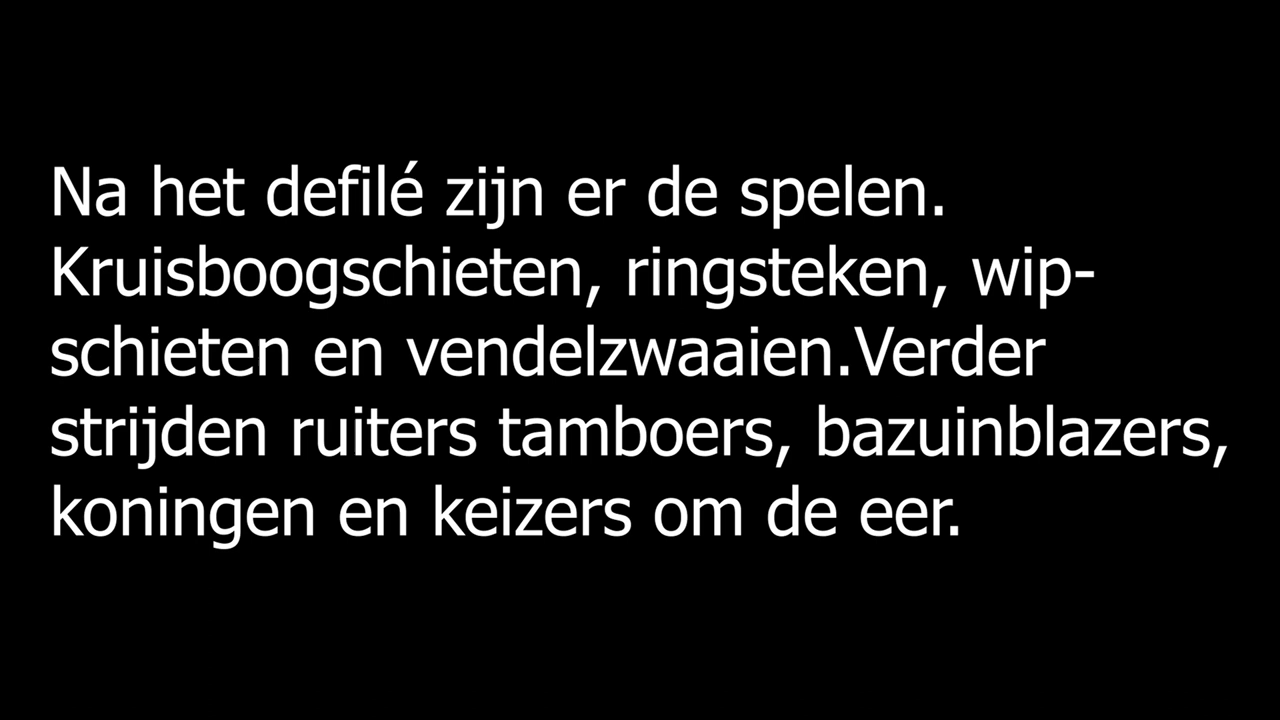 Na het defilé zijn er de spelen.
Kruisboogschieten, ringsteken, wip-
schieten en vendelzwaaien.Verder
strijden ruiters tamboers, bazuinblazers,
koningen en keizers om de eer.